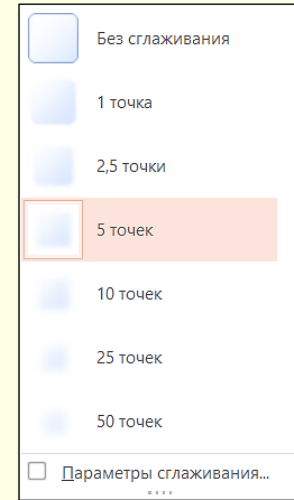 Без сглаживания
1 точка
2,5 точки
5 точек
10 точек
25 точек
50 точек
Параметры сглаживания...